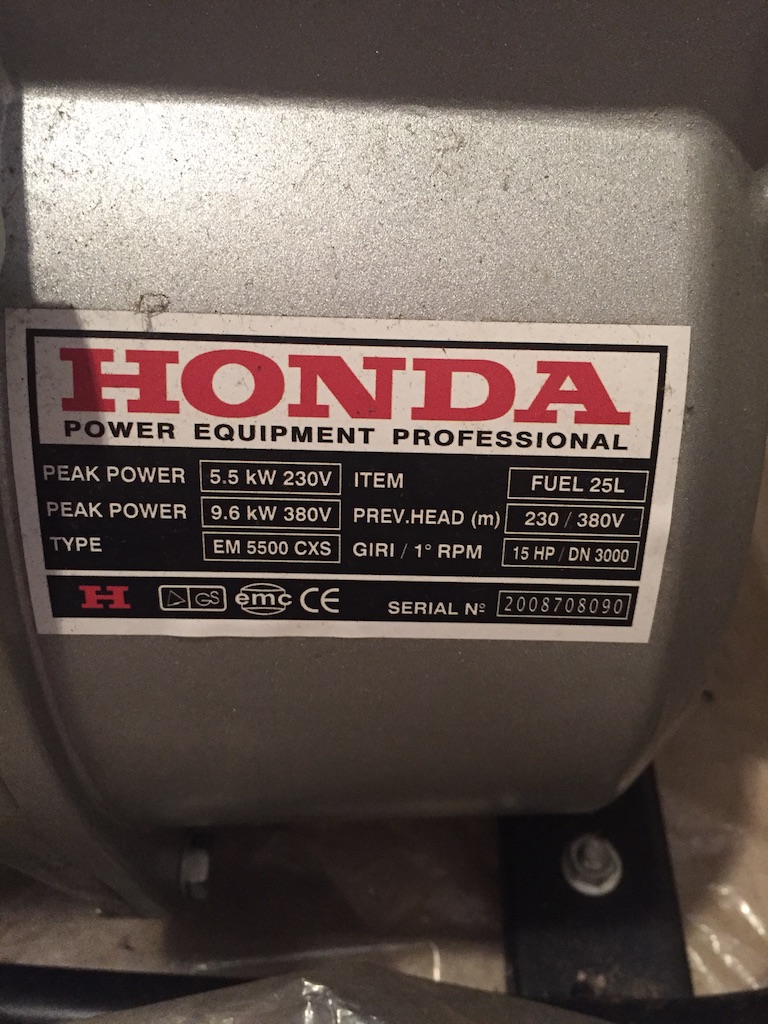 HONDA
POWER EQUIPMENT PROFESSIONAL
PEAK POWER 5.5 kW 230V ITEM FUEL 25L
PEAK POWER 9.6 kW 380V PREV.HEAD (m) 230 / 380V
TYPE EM 5500 CXS GIRI / 1° RPM 15 HP / DN 3000
H GS emc CE SERIAL Nº 2008708090